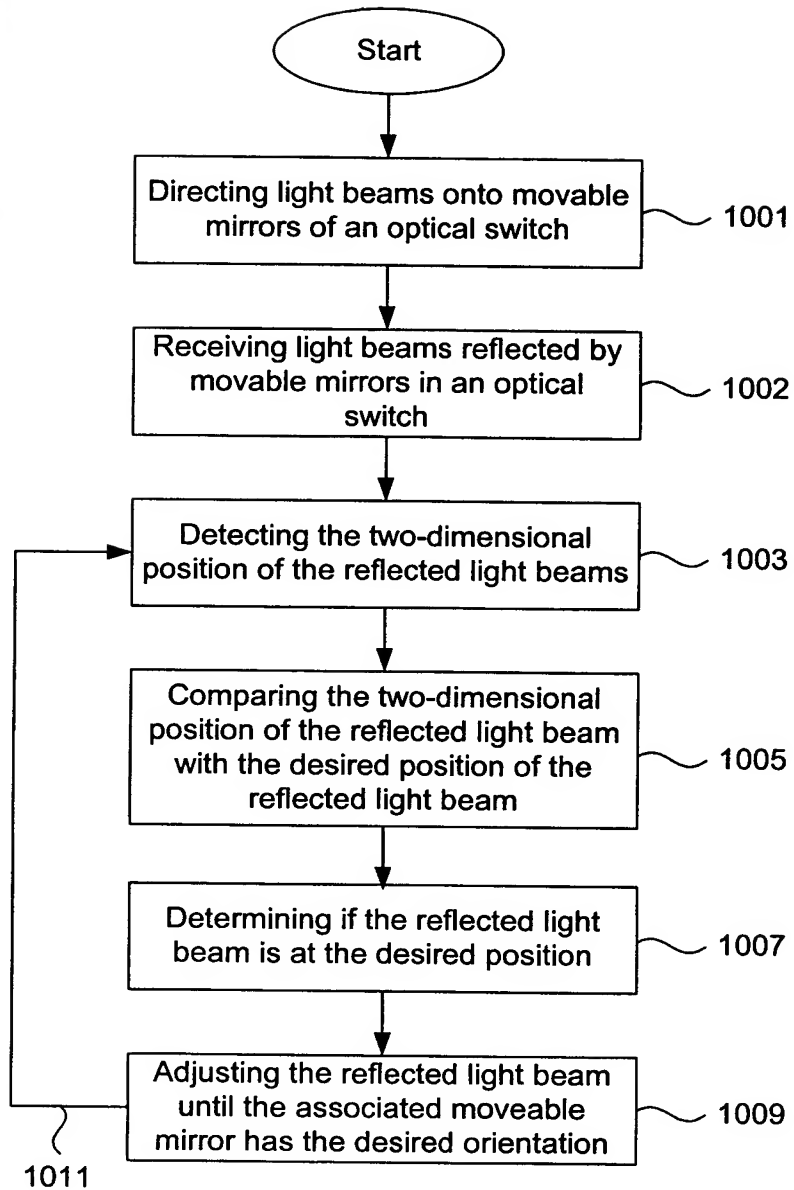 Start
Directing light beams onto movable
mirrors of an optical switch
1001
Receiving light beams reflected by
movable mirrors in an optical
switch
1002
Detecting the two-dimensional
position of the reflected light beams
1003
Comparing the two-dimensional
position of the reflected light beam
with the desired position of the
reflected light beam
1005
Determining if the reflected light
beam is at the desired position
1007
Adjusting the reflected light beam
until the associated moveable
mirror has the desired orientation
1009
1011